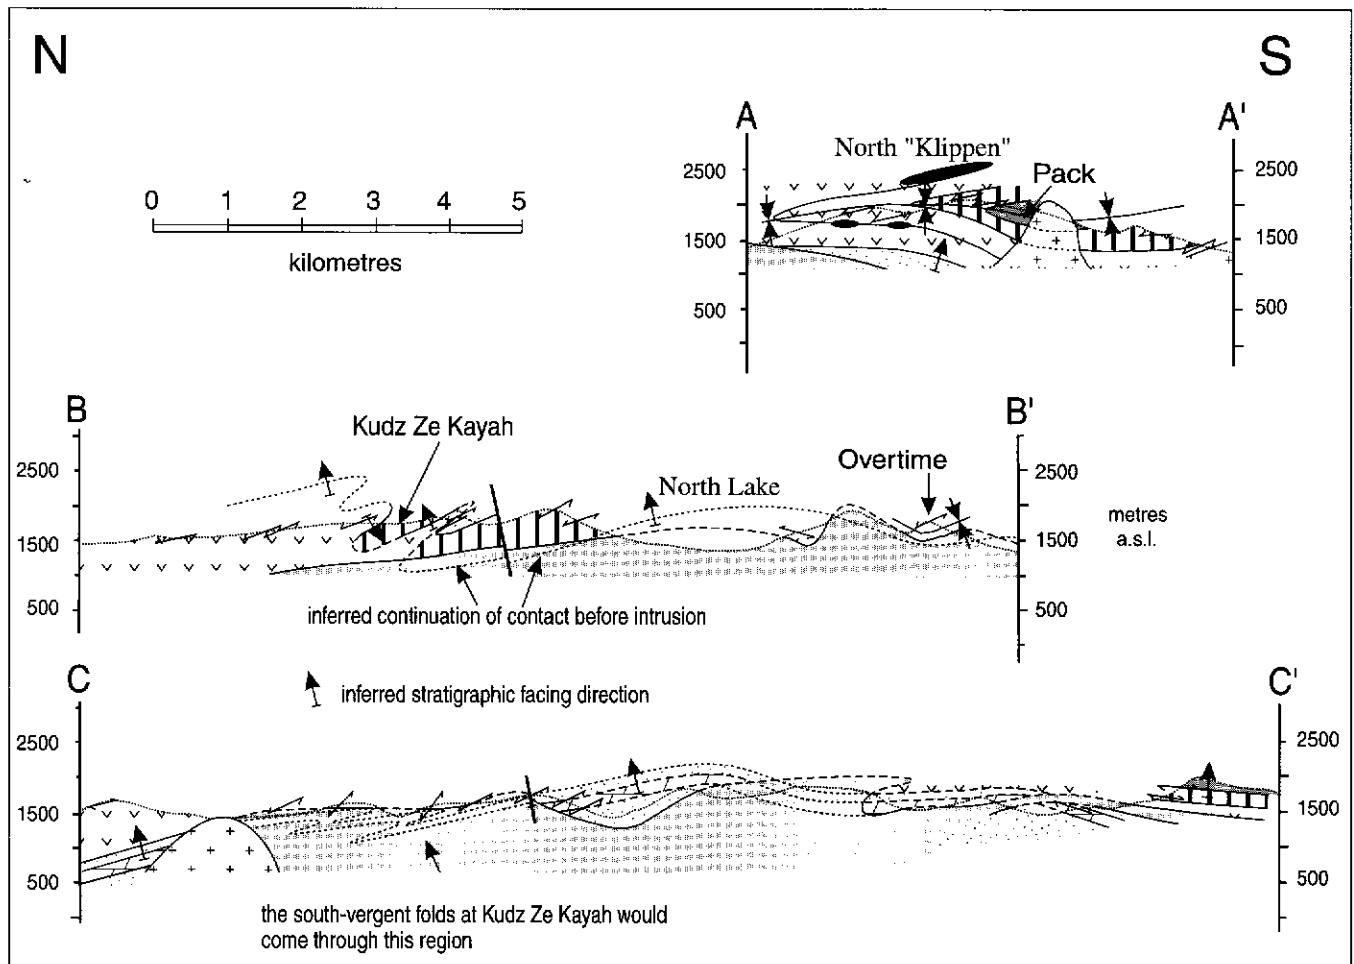 N
S
A
A'
North "Klippen"
Pack
2500
2500
0 1 2 3 4 5
1500
1500
kilometres
500
500
B
B'
Kudz Ze Kayah
Overtime
2500
2500
North Lake
metres
a.s.l.
1500
1500
500
500
inferred continuation of contact before intrusion
C
C'
inferred stratigraphic facing direction
2500
2500
1500
1500
500
500
the south-vergent folds at Kudz Ze Kayah would
come through this region